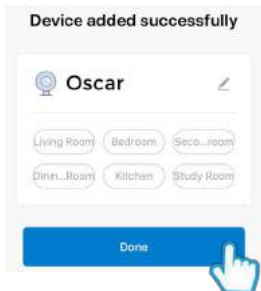 Device added successfully
Oscar
Living Room Bedroom Seco...room
Dinin...Room Kitchen Study Room
Done